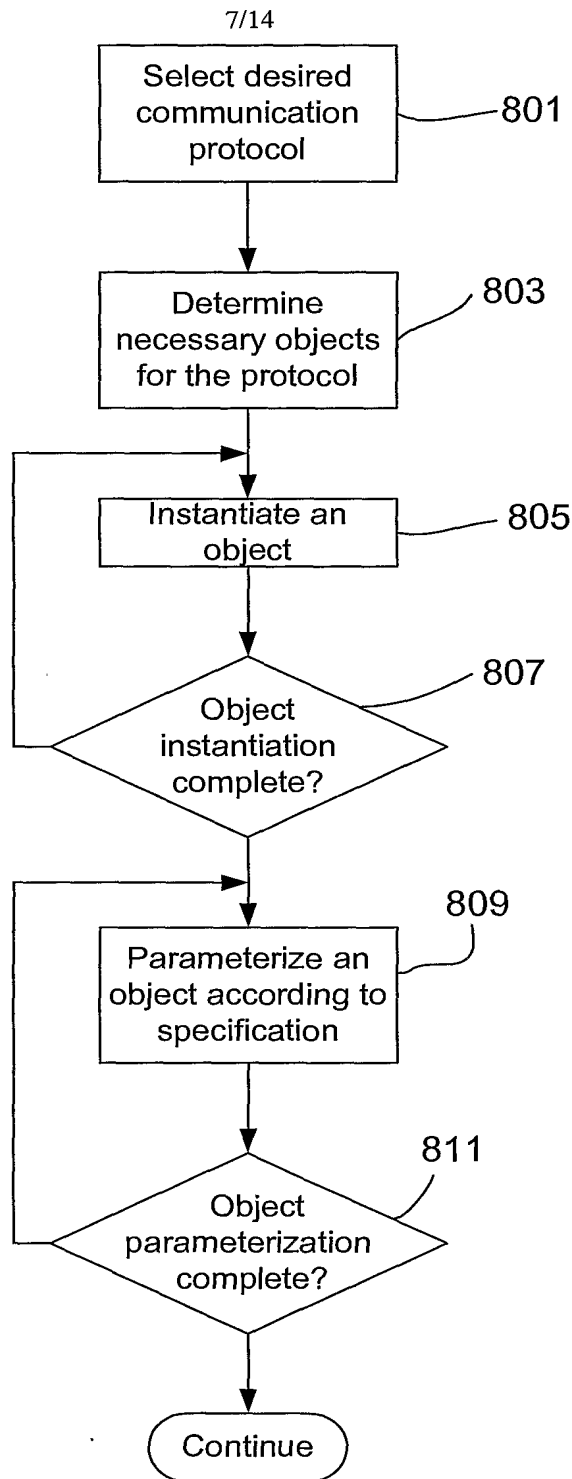 7/14
Select desired
communication
protocol
801
Determine
necessary objects
for the protocol
803
Instantiate an
object
805
Object
instantiation
complete?
807
Parameterize an
object according to
specification
809
Object
parameterization
complete?
811
Continue